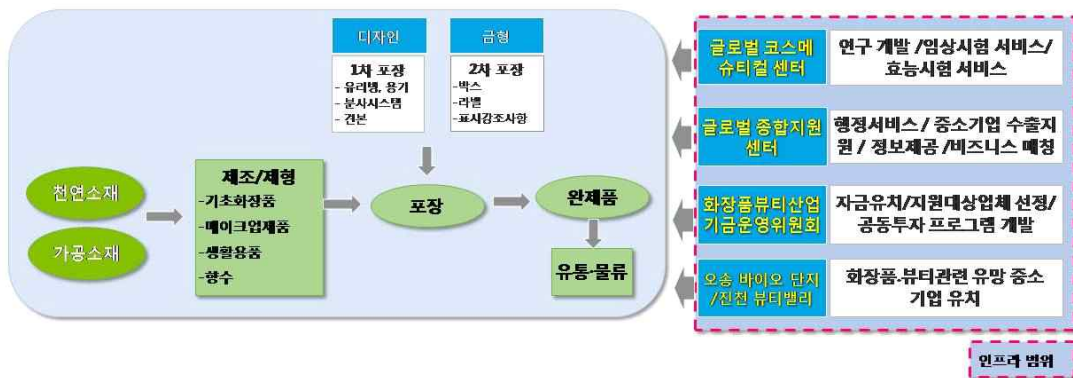 디자인
1차 포장
- 유리병, 용기
- 분사시스템
- 견본
금형
2차 포장
-박스
-라벨
-표시강조사항
천연소재
가공소재
제조/제형
-기초화장품
-메이크업제품
-생활용품
-향수
포장
완제품
유통·물류
글로벌 코스메
슈티컬 센터
연구 개발 /임상시험 서비스/
효능시험 서비스
글로벌 종합지원
센터
행정서비스 / 중소기업 수출지
원 / 정보제공 /비즈니스 매칭
화장품뷰티산업
기금운영위원회
자금유치/지원대상업체 선정/
공동투자 프로그램 개발
오송 바이오 단지
/진천 뷰티밸리
화장품.뷰티관련 유망 중소
기업 유치
인프라 범위